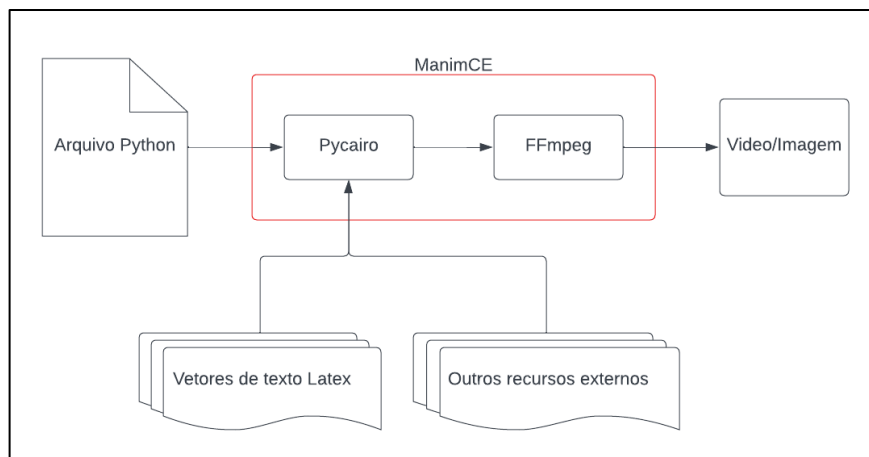 ManimCE
Arquivo Python
Pycairo
FFmpeg
Video/Imagem
Vetores de texto Latex
Outros recursos externos